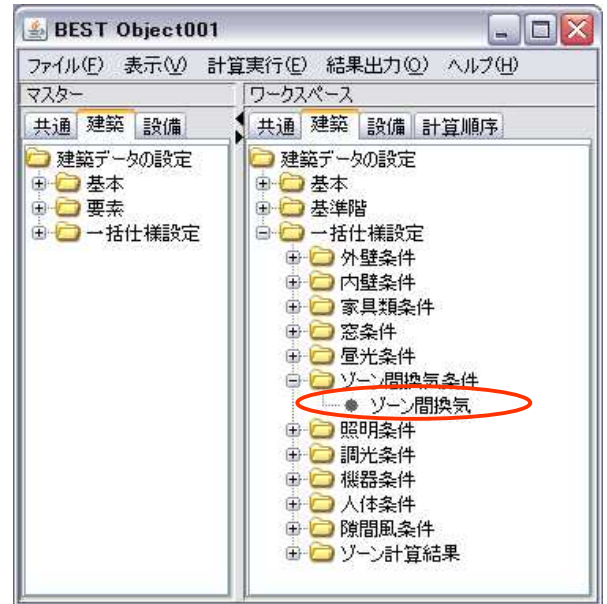 BEST Object001
ファイル(F) 表示(V) 計算実行(E) 結果出力(O) ヘルプ(H)
マスター
共通 建築 設備
建築データの設定
基本
要素
一括仕様設定
ワークスペース
共通 建築 設備 計算順序
建築データの設定
基本
基準階
一括仕様設定
外壁条件
内壁条件
家具類条件
窓条件
昼光条件
ゾーン間換気条件
ゾーン間換気
照明条件
調光条件
機器条件
人体条件
隙間風条件
ゾーン計算結果